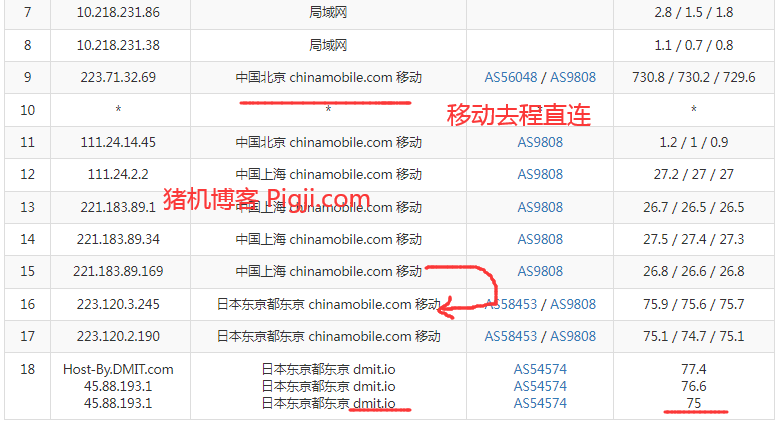 7 10.218.231.86 局域网 2.8 / 1.5 / 1.8
8 10.218.231.38 局域网 1.1 / 0.7 / 0.8
9 223.71.32.69 中国北京 chinamobile.com 移动 AS56048 / AS9808 730.8 / 730.2 / 729.6
10 * * * *
移动去程直连
11 111.24.14.45 中国北京 chinamobile.com 移动 AS9808 1.2 / 1 / 0.9
12 111.24.2.2 中国上海 chinamobile.com 移动 AS9808 27.2 / 27 / 27
猪机博客 Pigji.com
13 221.183.89.1 中国上海 chinamobile.com 移动 AS9808 26.7 / 26.5 / 26.5
14 221.183.89.34 中国上海 chinamobile.com 移动 AS9808 27.5 / 27.4 / 27.3
15 221.183.89.169 中国上海 chinamobile.com 移动 AS9808 26.8 / 26.6 / 26.8
16 223.120.3.245 日本东京都东京 chinamobile.com 移动 AS58453 / AS9808 75.9 / 75.6 / 75.7
17 223.120.2.190 日本东京都东京 chinamobile.com 移动 AS58453 / AS9808 75.1 / 74.7 / 75.1
18 Host-By.DMIT.com 日本东京都东京 dmit.io AS54574 77.4
45.88.193.1 日本东京都东京 dmit.io AS54574 76.6
45.88.193.1 日本东京都东京 dmit.io AS54574 75